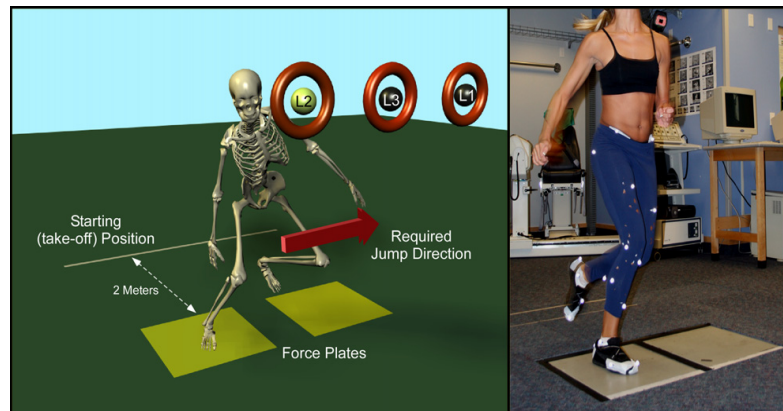 L2
L3
L1
Starting
(take-off) Position
Required
Jump Direction
2 Meters
Force Plates